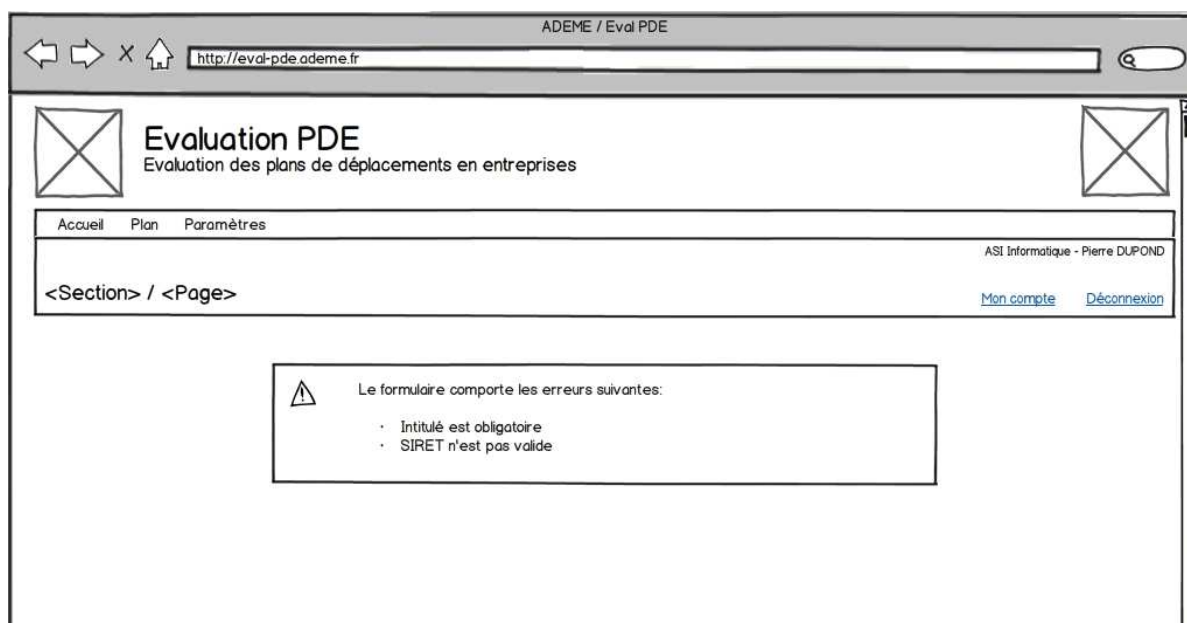 ADEME / Eval PDE
http://eval-pde.ademe.fr
Evaluation PDE
Evaluation des plans de déplacements en entreprises
Accueil Plan Paramètres
ASI Informatique - Pierre DUPOND
<Section> / <Page>
Mon compte Déconnexion
Le formulaire comporte les erreurs suivantes:
· Intitulé est obligatoire
· SIRET n'est pas valide